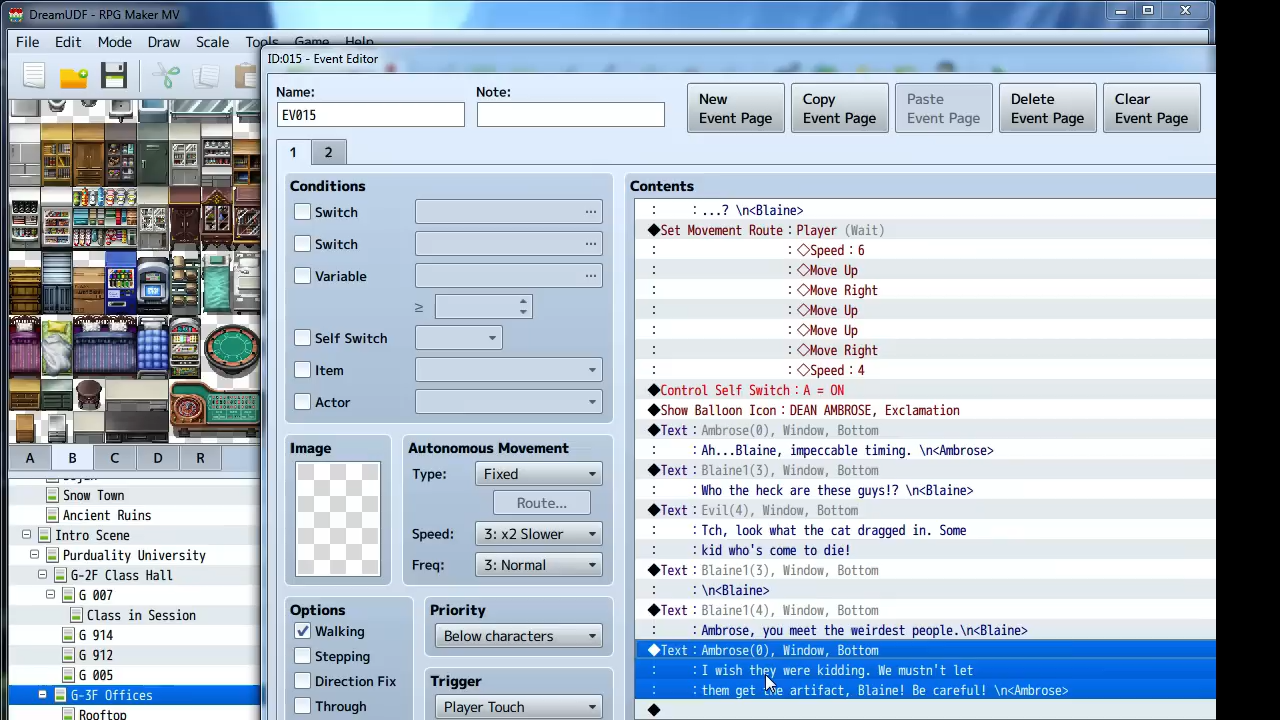 DreamUDF - RPG Maker MV
File Edit Mode Draw Scale Tools Game Help
ID:015 - Event Editor
Name:
Note:
EV015
New
Event Page
Copy
Event Page
Paste
Event Page
Delete
Event Page
Clear
Event Page
1
2
Conditions
Switch ...
Switch ...
Variable ...
≥
Self Switch
Item
Actor
Image
Autonomous Movement
Type: Fixed
Route...
Speed: 3: x2 Slower
Freq: 3: Normal
Options
Walking
Stepping
Direction Fix
Through
Priority
Below characters
Trigger
Player Touch
Contents
: :...? \n<Blaine>
◆Set Movement Route:Player (Wait)
: :◇Speed:6
: :◇Move Up
: :◇Move Right
: :◇Move Up
: :◇Move Up
: :◇Move Right
: :◇Speed:4
◆Control Self Switch:A = ON
◆Show Balloon Icon:DEAN AMBROSE, Exclamation
◆Text:Ambrose(0), Window, Bottom
: :Ah...Blaine, impeccable timing. \n<Ambrose>
◆Text:Blaine1(3), Window, Bottom
: :Who the heck are these guys!? \n<Blaine>
◆Text:Evil(4), Window, Bottom
: :Tch, look what the cat dragged in. Some
: :kid who's come to die!
◆Text:Blaine1(3), Window, Bottom
: :\n<Blaine>
◆Text:Blaine1(4), Window, Bottom
: :Ambrose, you meet the weirdest people.\n<Blaine>
◆Text:Ambrose(0), Window, Bottom
: :I wish they were kidding. We mustn't let
: :them get the artifact, Blaine! Be careful! \n<Ambrose>
◆
A B C D R
Snow Town
Ancient Ruins
Intro Scene
Purduality University
G-2F Class Hall
G 007
Class in Session
G 914
G 912
G 005
G-3F Offices
Rooftop